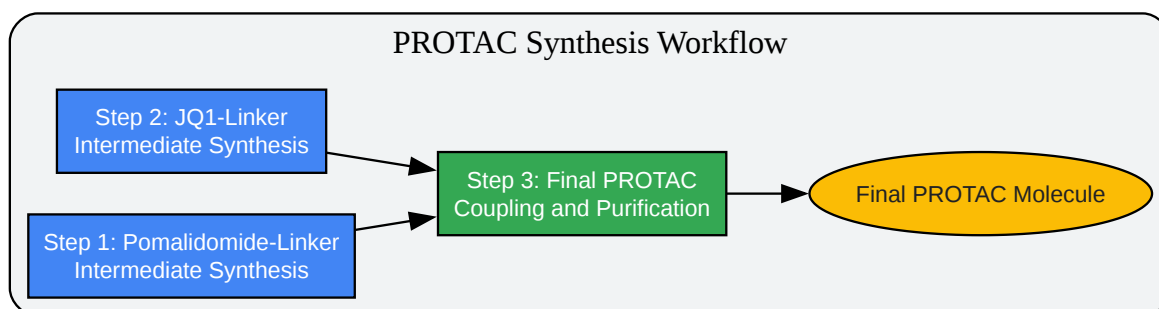 PROTAC Synthesis Workflow
Step 2: JQ1-Linker
Intermediate Synthesis
Step 1: Pomalidomide-Linker
Intermediate Synthesis
Step 3: Final PROTAC
Coupling and Purification
Final PROTAC Molecule